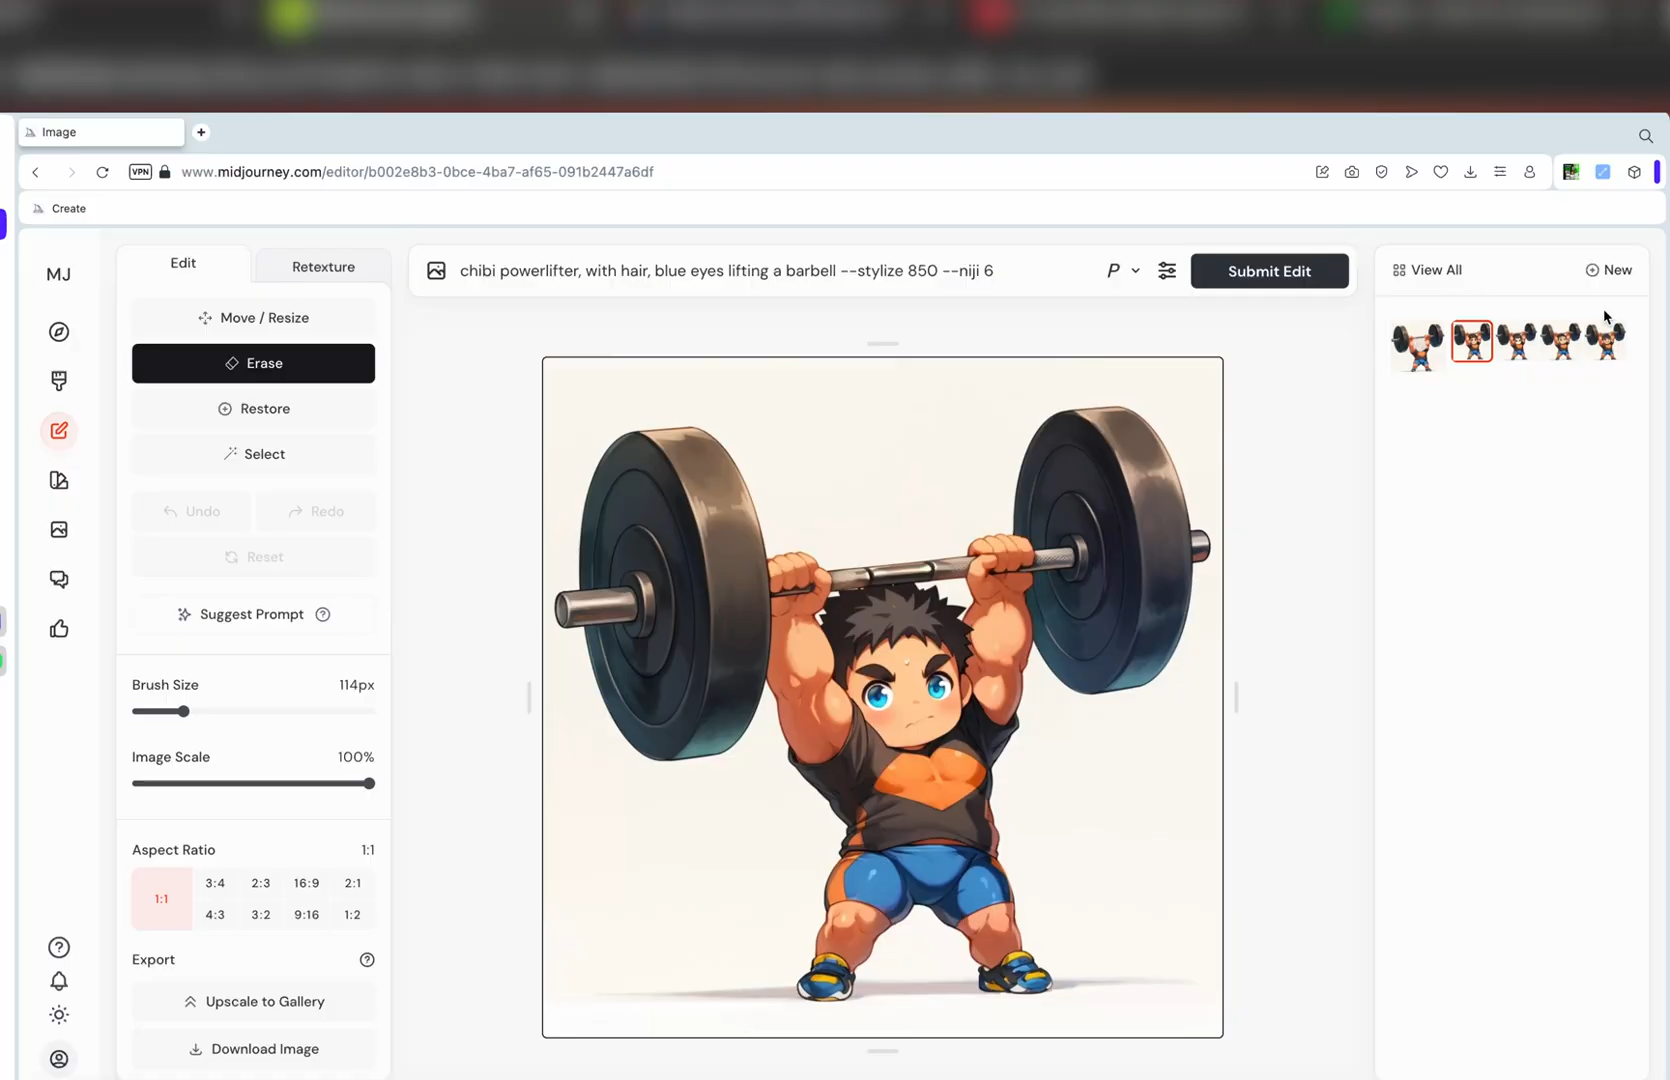 Image
VPN www.midjourney.com/editor/b002e8b3-0bce-4ba7-af65-091b2447a6df
Create
MJ
Edit
Retexture
chibi powerlifter, with hair, blue eyes lifting a barbell --stylize 850 --niji 6
P
Submit Edit
View All
New
Move / Resize
Erase
Restore
Select
Undo
Redo
Reset
Suggest Prompt
Brush Size 114px
Image Scale 100%
Aspect Ratio 1:1
1:1
3:4 2:3 16:9 2:1
4:3 3:2 9:16 1:2
Export
Upscale to Gallery
Download Image